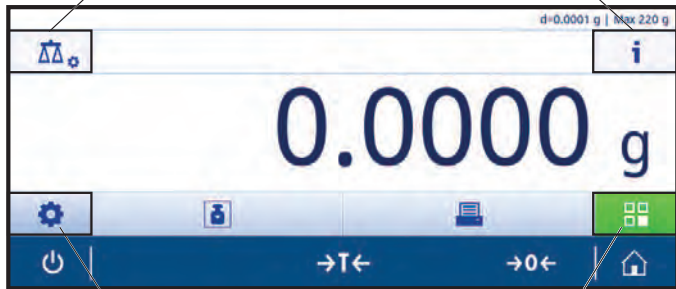 d=0.0001 g | Max 220 g
i
0.0000 g
→T← →0←